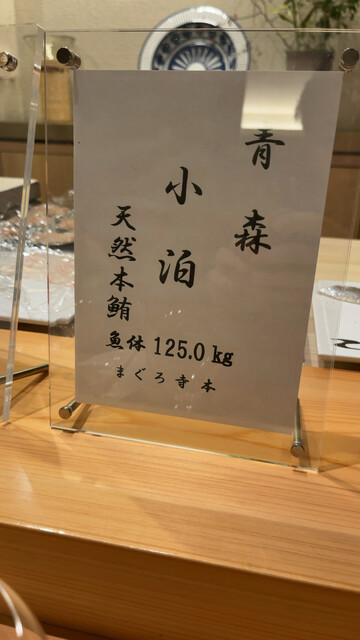 青森
小泊
天然本鮪
魚体 125.0 kg
まぐろ寺本